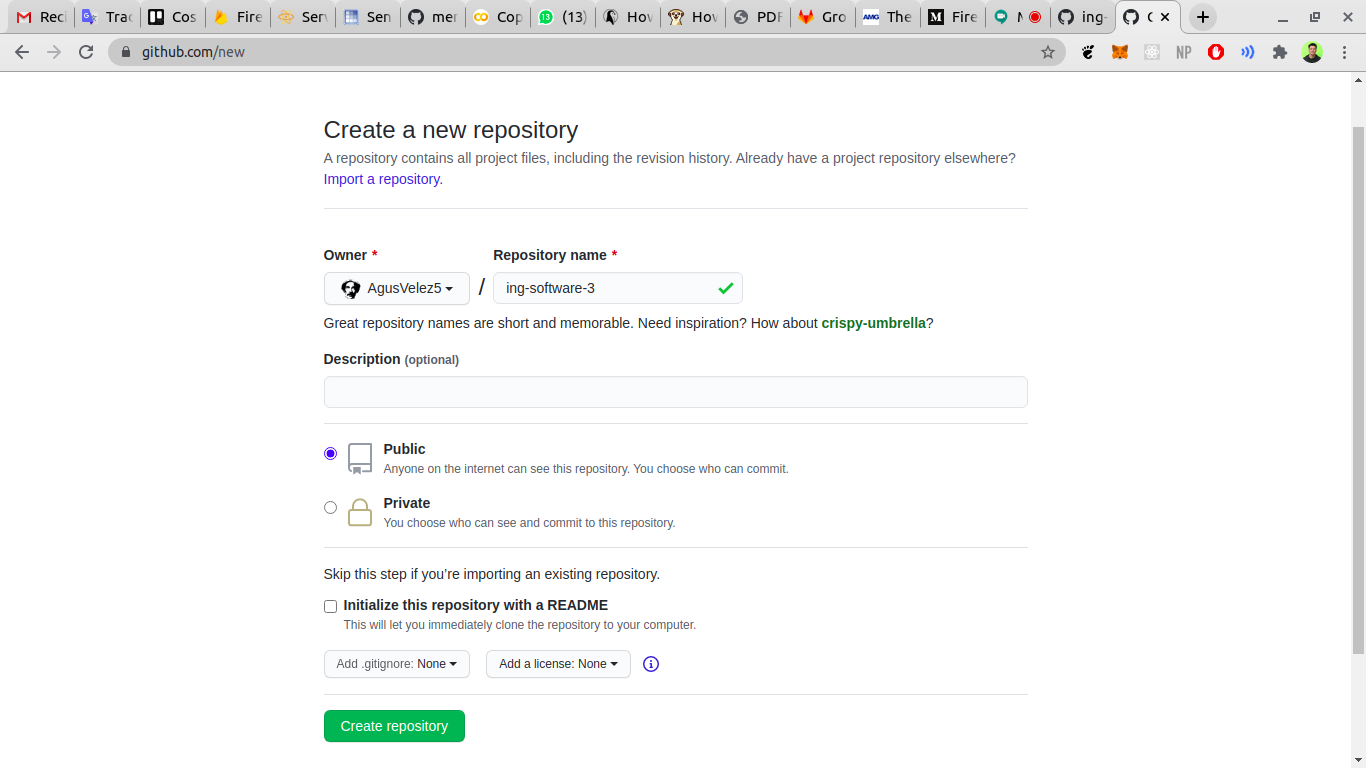 Reci
Trac
Cos
Fire
Serv
Sen
mer
Cop
(13)
Hov
How
PDF
Gro
AMG The
Fire
ing-
github.com/new
NP
Create a new repository
A repository contains all project files, including the revision history. Already have a project repository elsewhere?
Import a repository.
Owner * Repository name *
AgusVelez5 / ing-software-3
Great repository names are short and memorable. Need inspiration? How about crispy-umbrella?
Description (optional)
Public
Anyone on the internet can see this repository. You choose who can commit.
Private
You choose who can see and commit to this repository.
Skip this step if you’re importing an existing repository.
Initialize this repository with a README
This will let you immediately clone the repository to your computer.
Add .gitignore: None Add a license: None
Create repository